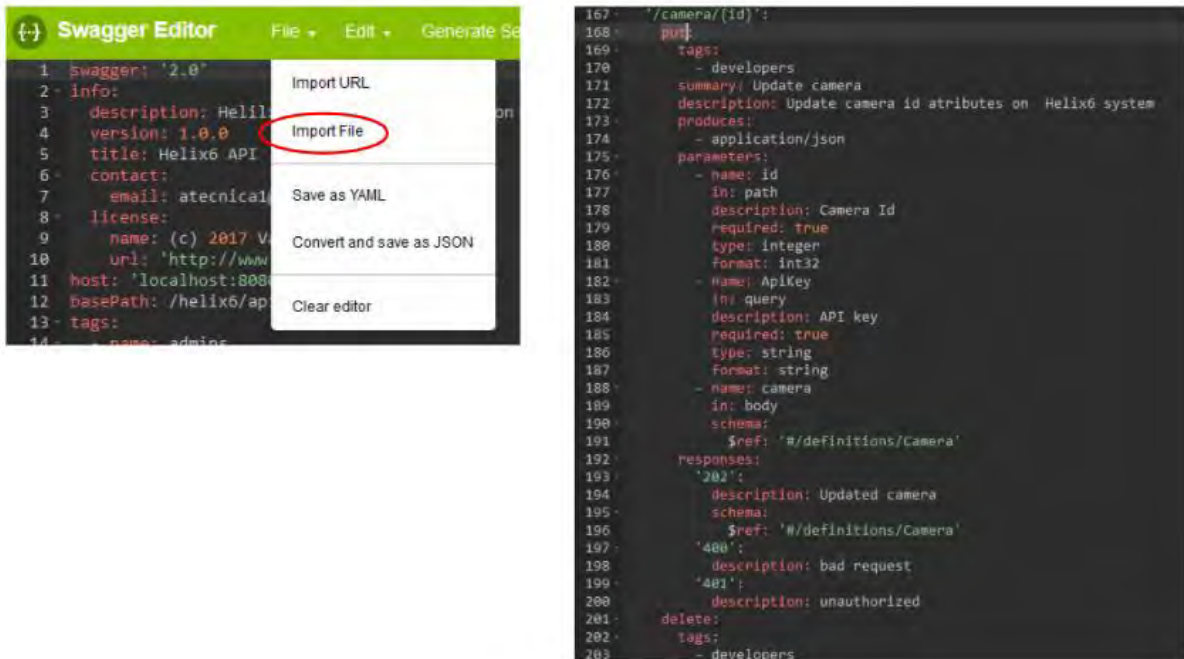 Swagger Editor File Edit Generate Se
1 swagger: '2.0'
2 info:
3 description: Helix on
4 version: 1.0.0
5 title: Helix6 API
6 contact:
7 email: atecnica1
8 license:
9 name: (c) 2017 Va
10 url: 'http://www
11 host: 'localhost:8080
12 basePath: /helix6/ap
13 tags:
14 - name: admins
Import URL
Import File
Save as YAML
Convert and save as JSON
Clear editor
167 '/camera/{id}':
168 put:
169 tags:
170 - developers
171 summary: Update camera
172 description: Update camera id atributes on Helix6 system
173 produces:
174 - application/json
175 parameters:
176 - name: id
177 in: path
178 description: Camera Id
179 required: true
180 type: integer
181 format: int32
182 - name: ApiKey
183 in: query
184 description: API key
185 required: true
186 type: string
187 format: string
188 - name: camera
189 in: body
190 schema:
191 $ref: '#/definitions/Camera'
192 responses:
193 '202':
194 description: Updated camera
195 schema:
196 $ref: '#/definitions/Camera'
197 '400':
198 description: bad request
199 '401':
200 description: unauthorized
201 delete:
202 tags:
203 - developers